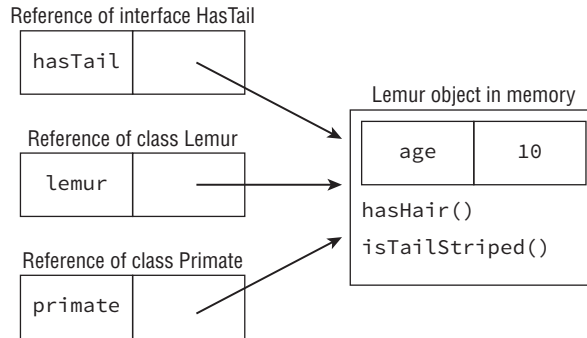 Reference of interface HasTail
hasTail
Reference of class Lemur
lemur
Reference of class Primate
primate
Lemur object in memory
age 10
hasHair()
isTailStriped()